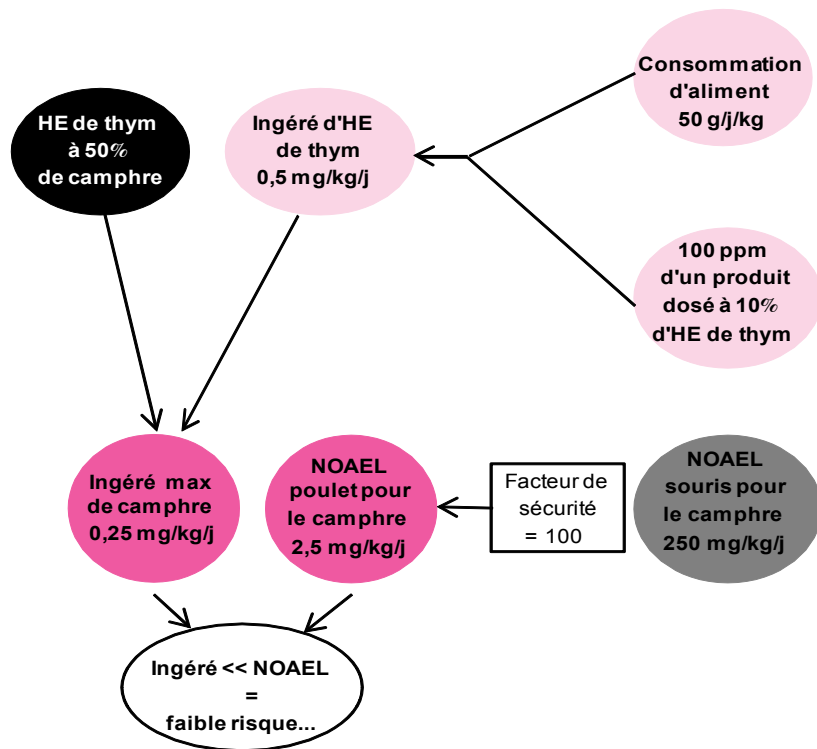 Consommation
d'aliment
50 g/j/kg
HE de thym
à 50%
de camphre
Ingéré d'HE
de thym
0,5 mg/kg/j
100 ppm
d'un produit
dosé à 10%
d'HE de thym
Ingéré max
de camphre
0,25 mg/kg/j
NOAEL
poulet pour
le camphre
2,5 mg/kg/j
Facteur de
sécurité
= 100
NOAEL
souris pour
le camphre
250 mg/kg/j
Ingéré << NOAEL
=
faible risque...